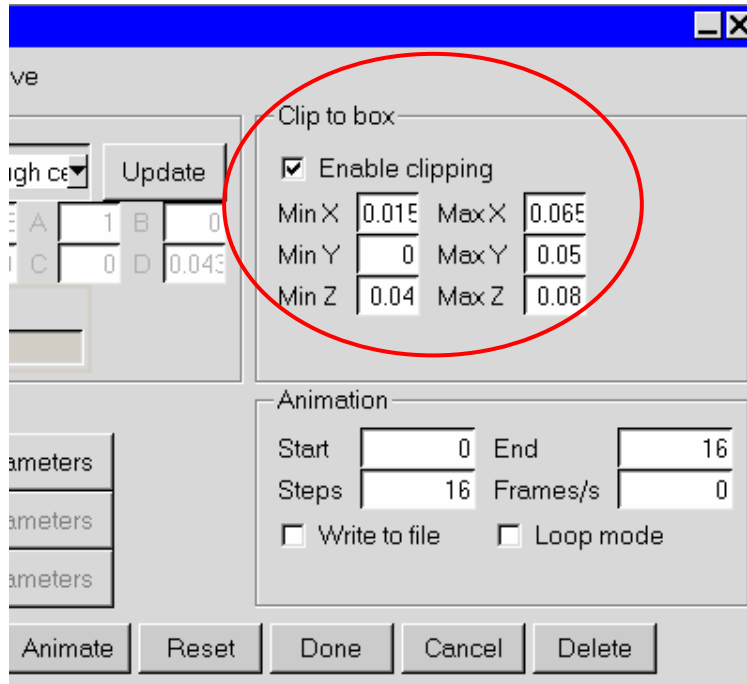 ve
Clip to box
Update
Enable clipping
A 1 B 0
Min X 0.015 Max X 0.065
C 0 D 0.043
Min Y 0 Max Y 0.05
Min Z 0.04 Max Z 0.08
Animation
Start 0 End 16
ameters
Steps 16 Frames/s 0
ameters
Write to file Loop mode
ameters
Animate Reset Done Cancel Delete